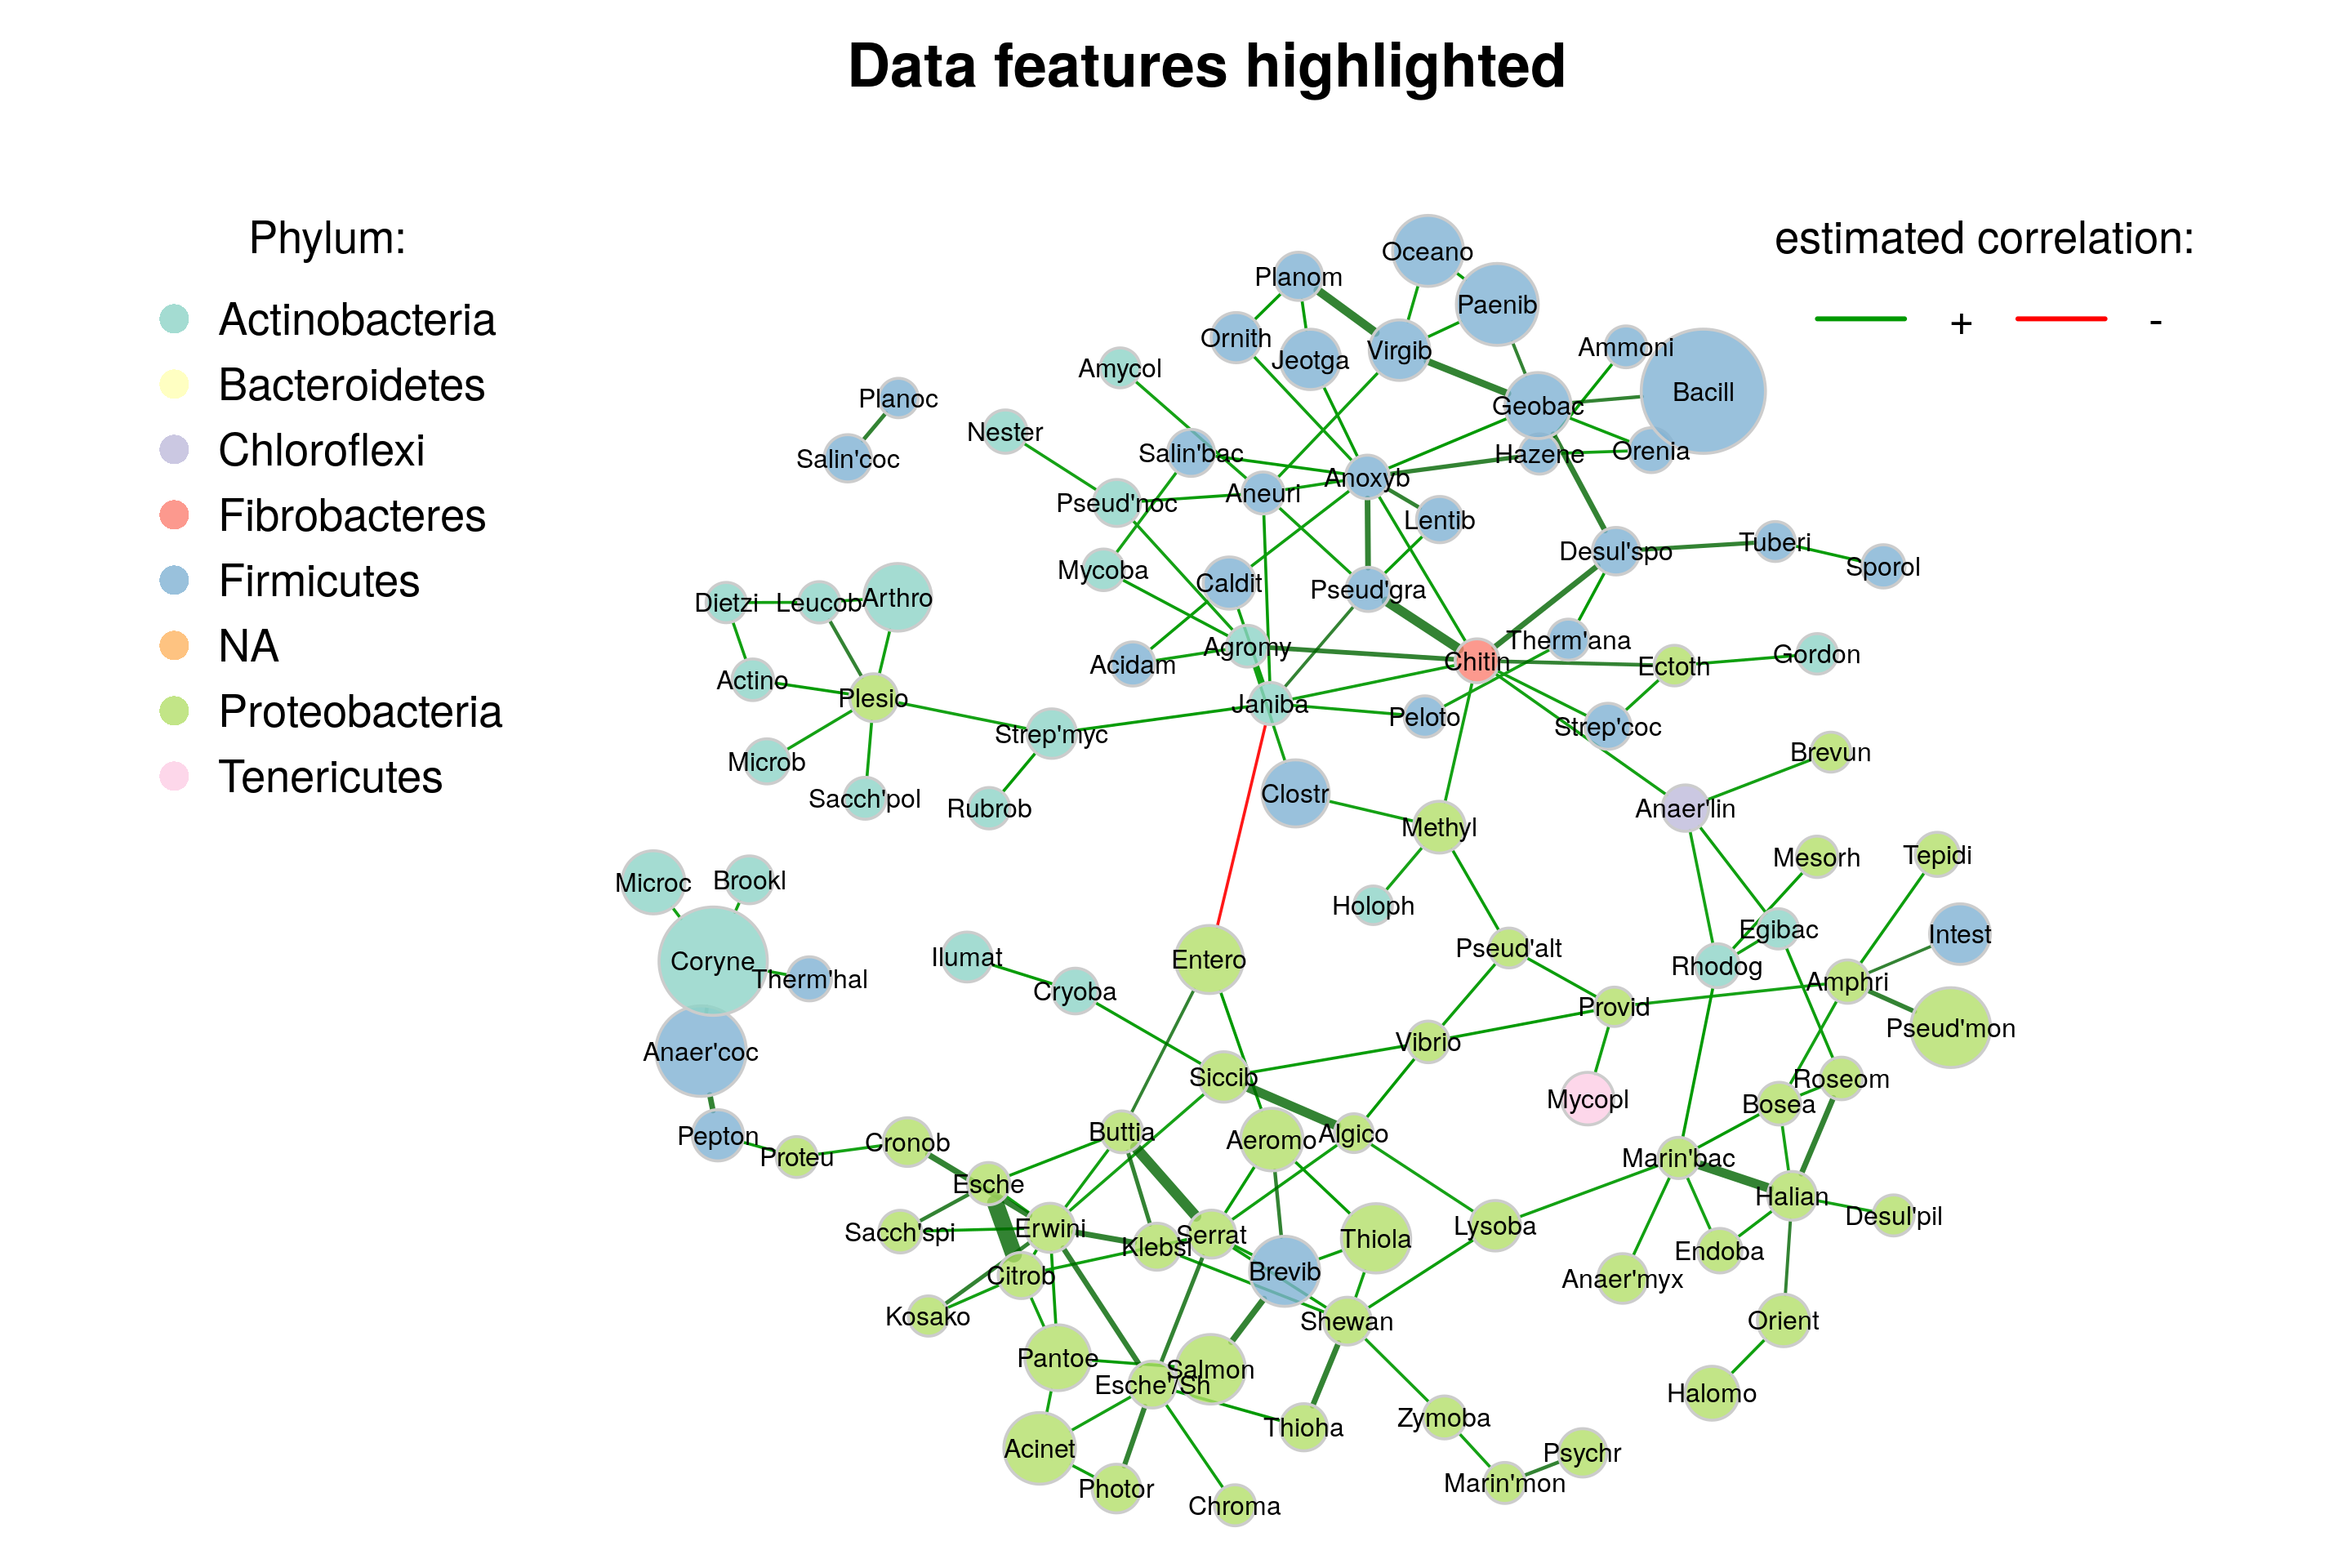 Data features highlighted
Phylum:
Actinobacteria
Bacteroidetes
Chloroflexi
Fibrobacteres
Firmicutes
NA
Proteobacteria
Tenericutes
estimated correlation:
+ -
Oceano
Planom
Paenib
Ornith
Jeotga
Virgib
Ammoni
Amycol
Bacill
Planoc
Geobac
Nester
Salin'coc
Salin'bac
Hazene
Orenia
Anoxyb
Pseud'noc
Aneuri
Lentib
Desul'spo
Tuberi
Sporol
Mycoba
Caldit
Pseud'gra
Dietzi
Leucob
Arthro
Agromy
Therm'ana
Acidam
Chitin
Ectoth
Gordon
Actino
Plesio
Janiba
Peloto
Strep'coc
Strep'myc
Brevun
Microb
Sacch'pol
Rubrob
Clostr
Methyl
Anaer'lin
Mesorh
Tepidi
Microc
Brookl
Holoph
Egibac
Intest
Coryne
Therm'hal
Ilumat
Entero
Pseud'alt
Rhodog
Amphri
Cryoba
Provid
Pseud'mon
Anaer'coc
Vibrio
Siccib
Mycopl
Roseom
Bosea
Pepton
Proteu
Cronob
Buttia
Aeromo
Algico
Marin'bac
Esche
Halian
Sacch'spi
Erwini
Klebsi
Serrat
Thiola
Lysoba
Desul'pil
Endoba
Citrob
Brevib
Anaer'myx
Kosako
Shewan
Orient
Pantoe
Salmon
Esche'/Sh
Halomo
Thioha
Zymoba
Acinet
Psychr
Photor
Marin'mon
Chroma